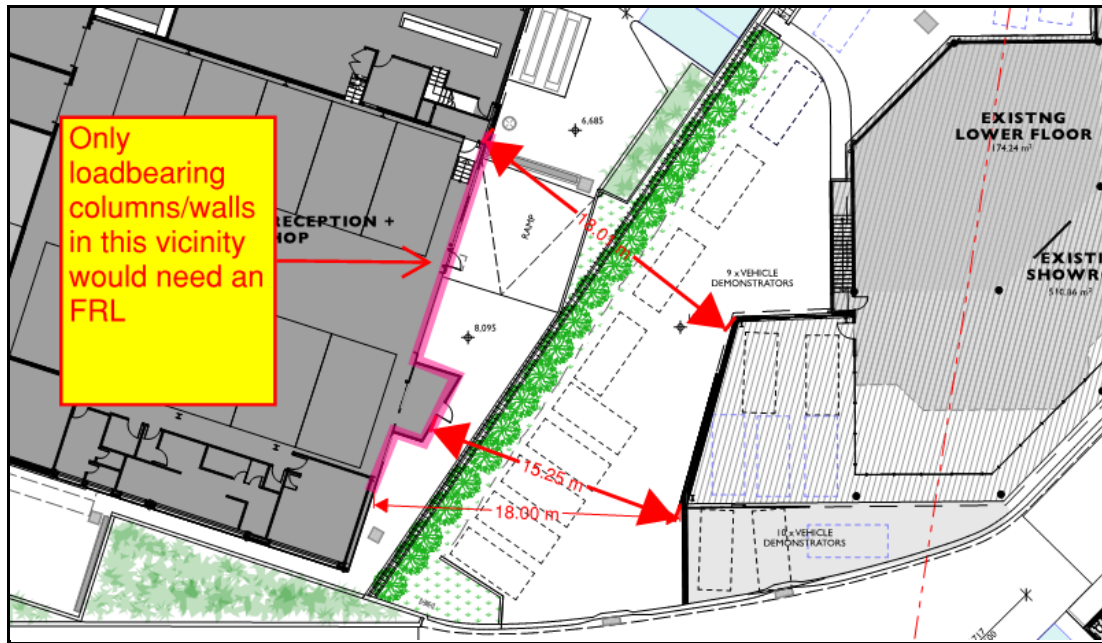 Only
loadbearing
columns/walls
in this vicinity
would need an
FRL
RECEPTION +
HOP
6,685
RAMP
18.01 m
8,095
15.25 m
18.00 m
9 x VEHICLE
DEMONSTRATORS
10 x VEHICLE
DEMONSTRATORS
EXISTNG
LOWER FLOOR
174.24 m²
EXISTI
SHOWR
510.86 m²